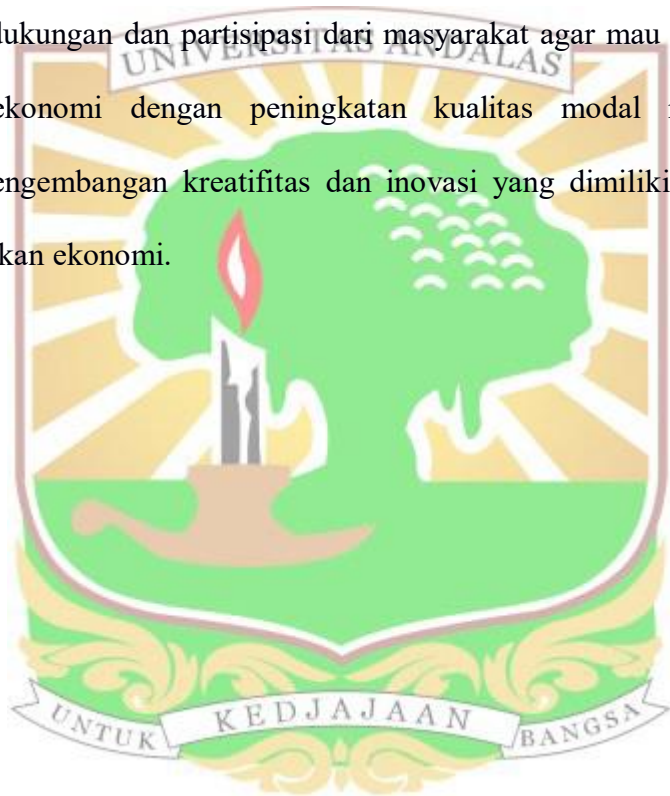 dukungan dan partisipasi dari masyarakat agar mau
UNIVERSITAS ANDALAS
ekonomi dengan peningkatan kualitas modal
engembangan kreatifitas dan inovasi yang dimiliki
kan ekonomi.
UNTUK KEDJAJAAN BANGSA